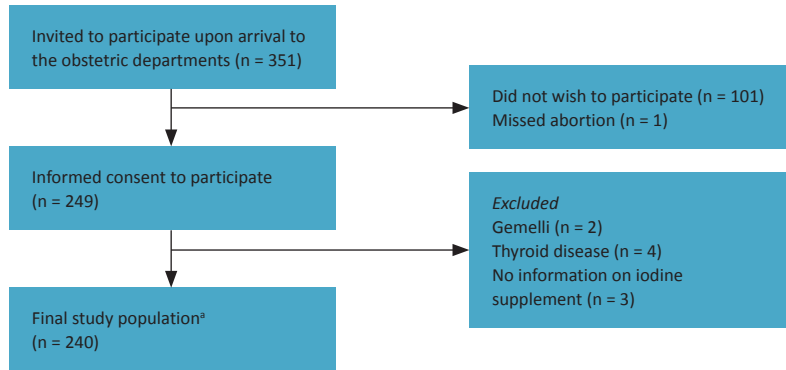 Invited to participate upon arrival to
the obstetric departments (n = 351)
Did not wish to participate (n = 101)
Missed abortion (n = 1)
Informed consent to participate
(n = 249)
Excluded
Gemelli (n = 2)
Thyroid disease (n = 4)
No information on iodine
supplement (n = 3)
Final study populationᵃ
(n = 240)